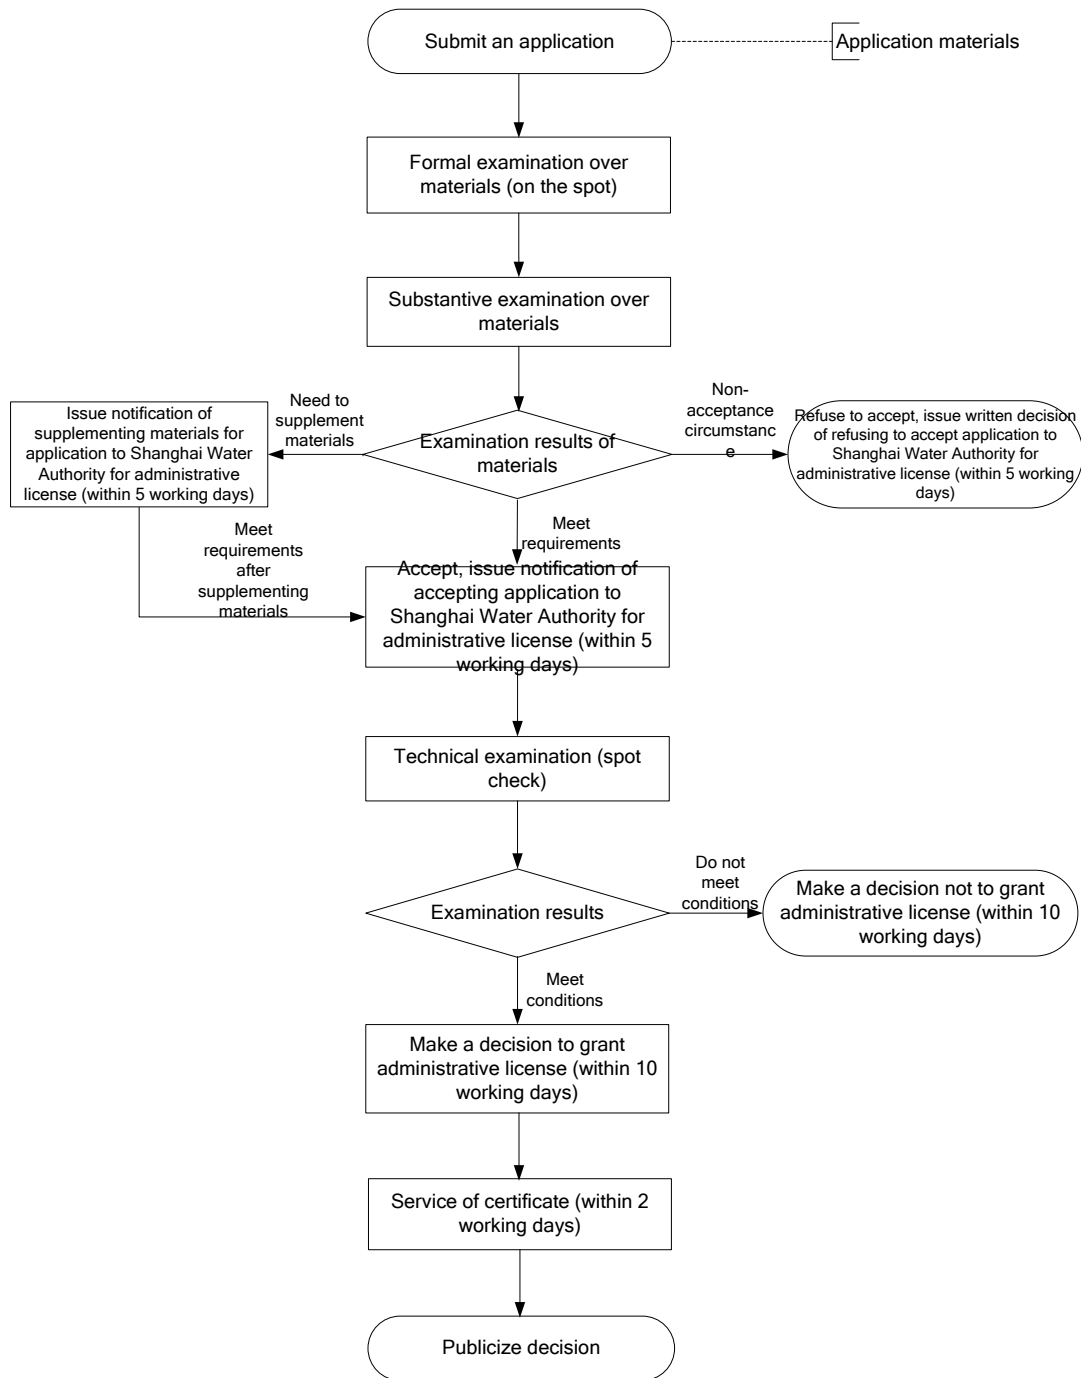 Submit an application
Application materials
Formal examination over
materials (on the spot)
Substantive examination over
materials
Need to
supplement
materials
Non-
acceptance
circumstanc
e
Issue notification of
supplementing materials for
application to Shanghai Water
Authority for administrative
license (within 5 working days)
Examination results of
materials
Refuse to accept, issue written decision
of refusing to accept application to
Shanghai Water Authority for
administrative license (within 5 working
days)
Meet
requirements
after
supplementing
materials
Meet
requirements
Accept, issue notification of
accepting application to
Shanghai Water Authority for
administrative license (within 5
working days)
Technical examination (spot
check)
Do not
meet
conditions
Examination results
Make a decision not to grant
administrative license (within 10
working days)
Meet
conditions
Make a decision to grant
administrative license (within 10
working days)
Service of certificate (within 2
working days)
Publicize decision